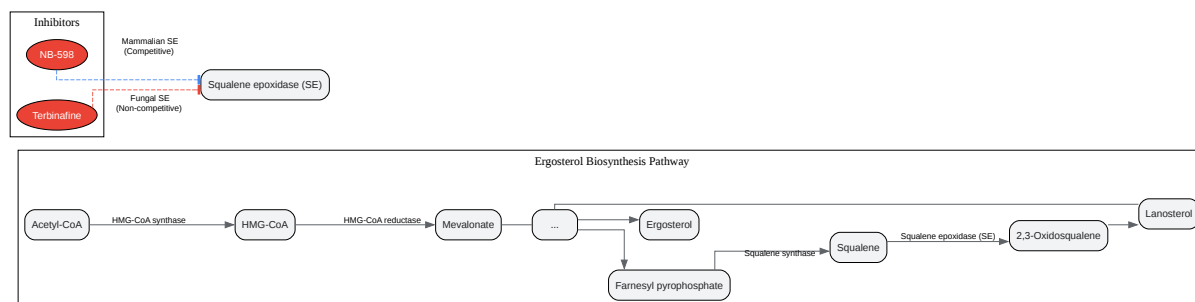 Inhibitors
NB-598
Mammalian SE
(Competitive)
Squalene epoxidase (SE)
Terbinafine
Fungal SE
(Non-competitive)
Ergosterol Biosynthesis Pathway
Acetyl-CoA
HMG-CoA synthase
HMG-CoA
HMG-CoA reductase
Mevalonate
...
Ergosterol
Farnesyl pyrophosphate
Squalene synthase
Squalene
Squalene epoxidase (SE)
2,3-Oxidosqualene
Lanosterol